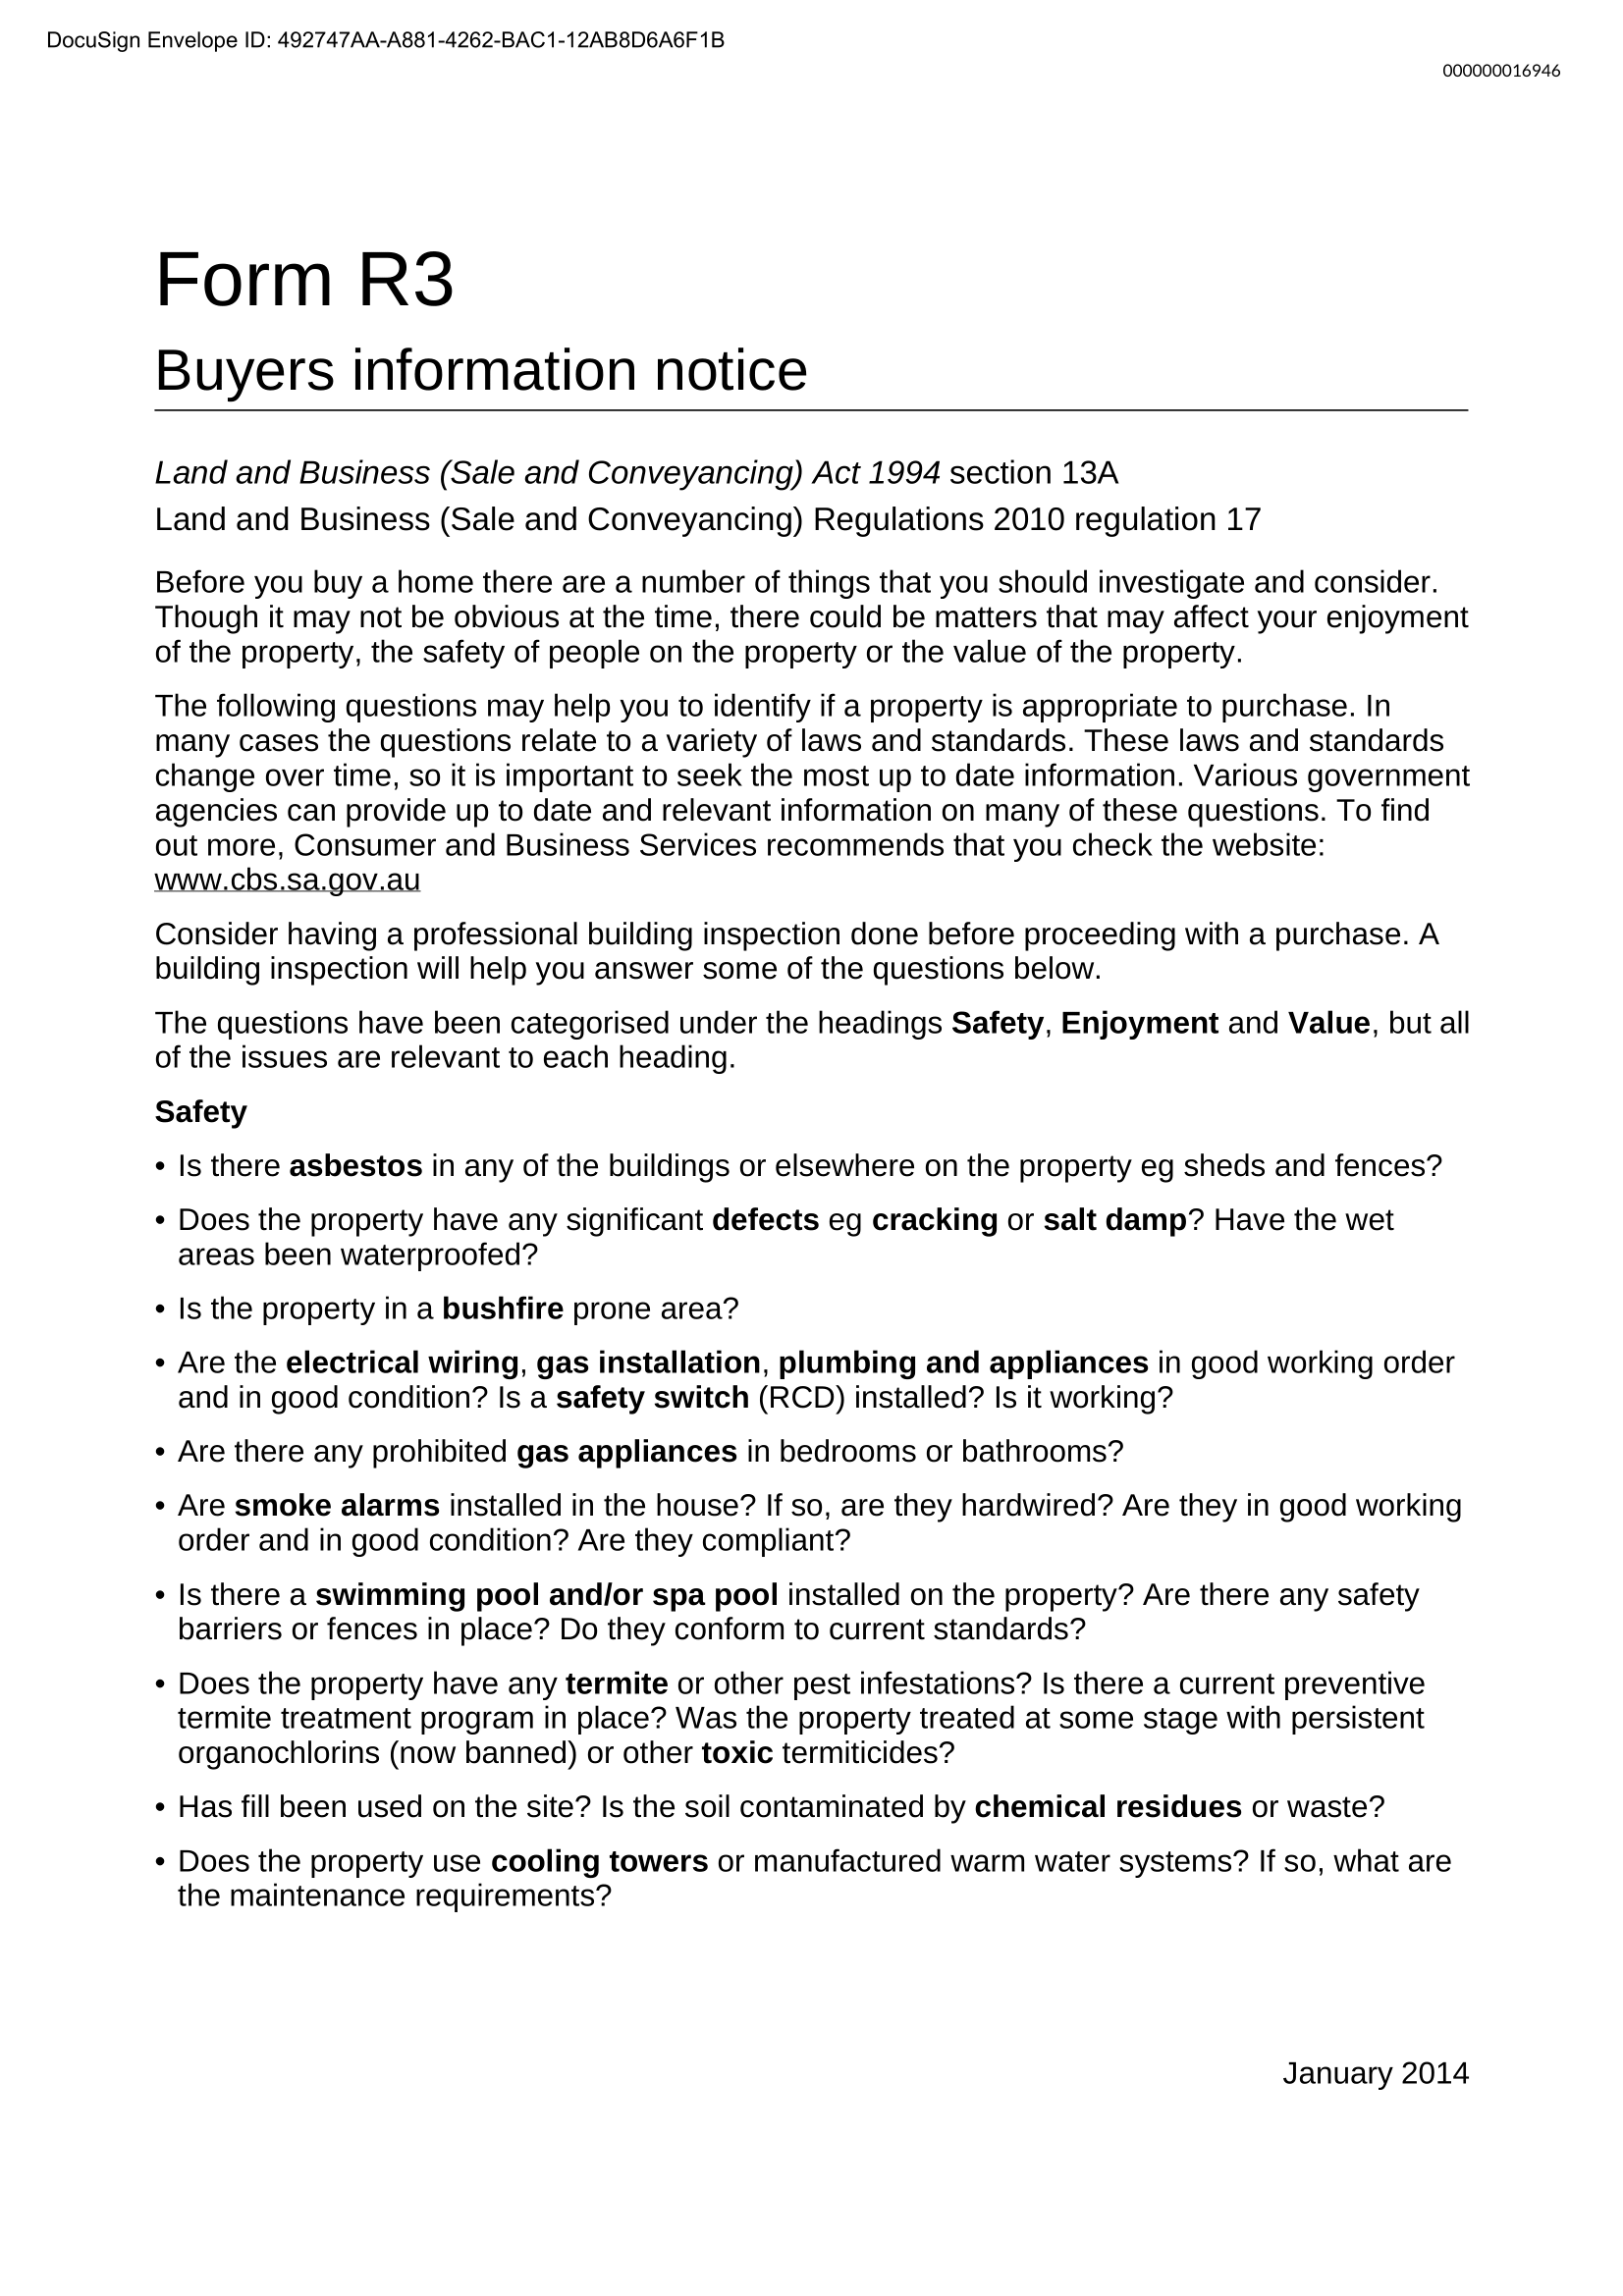 DocuSign Envelope ID: 492747AA-A881-4262-BAC1-12AB8D6A6F1B
000000016946
Form R3
Buyers information notice
Land and Business (Sale and Conveyancing) Act 1994 section 13A
Land and Business (Sale and Conveyancing) Regulations 2010 regulation 17
Before you buy a home there are a number of things that you should investigate and consider.
Though it may not be obvious at the time, there could be matters that may affect your enjoyment
of the property, the safety of people on the property or the value of the property.
The following questions may help you to identify if a property is appropriate to purchase. In
many cases the questions relate to a variety of laws and standards. These laws and standards
change over time, so it is important to seek the most up to date information. Various government
agencies can provide up to date and relevant information on many of these questions. To find
out more, Consumer and Business Services recommends that you check the website:
www.cbs.sa.gov.au
Consider having a professional building inspection done before proceeding with a purchase. A
building inspection will help you answer some of the questions below.
The questions have been categorised under the headings Safety, Enjoyment and Value, but all
of the issues are relevant to each heading.
Safety
• Is there asbestos in any of the buildings or elsewhere on the property eg sheds and fences?
• Does the property have any significant defects eg cracking or salt damp? Have the wet
areas been waterproofed?
• Is the property in a bushfire prone area?
• Are the electrical wiring, gas installation, plumbing and appliances in good working order
and in good condition? Is a safety switch (RCD) installed? Is it working?
• Are there any prohibited gas appliances in bedrooms or bathrooms?
• Are smoke alarms installed in the house? If so, are they hardwired? Are they in good working
order and in good condition? Are they compliant?
• Is there a swimming pool and/or spa pool installed on the property? Are there any safety
barriers or fences in place? Do they conform to current standards?
• Does the property have any termite or other pest infestations? Is there a current preventive
termite treatment program in place? Was the property treated at some stage with persistent
organochlorins (now banned) or other toxic termiticides?
• Has fill been used on the site? Is the soil contaminated by chemical residues or waste?
• Does the property use cooling towers or manufactured warm water systems? If so, what are
the maintenance requirements?
January 2014